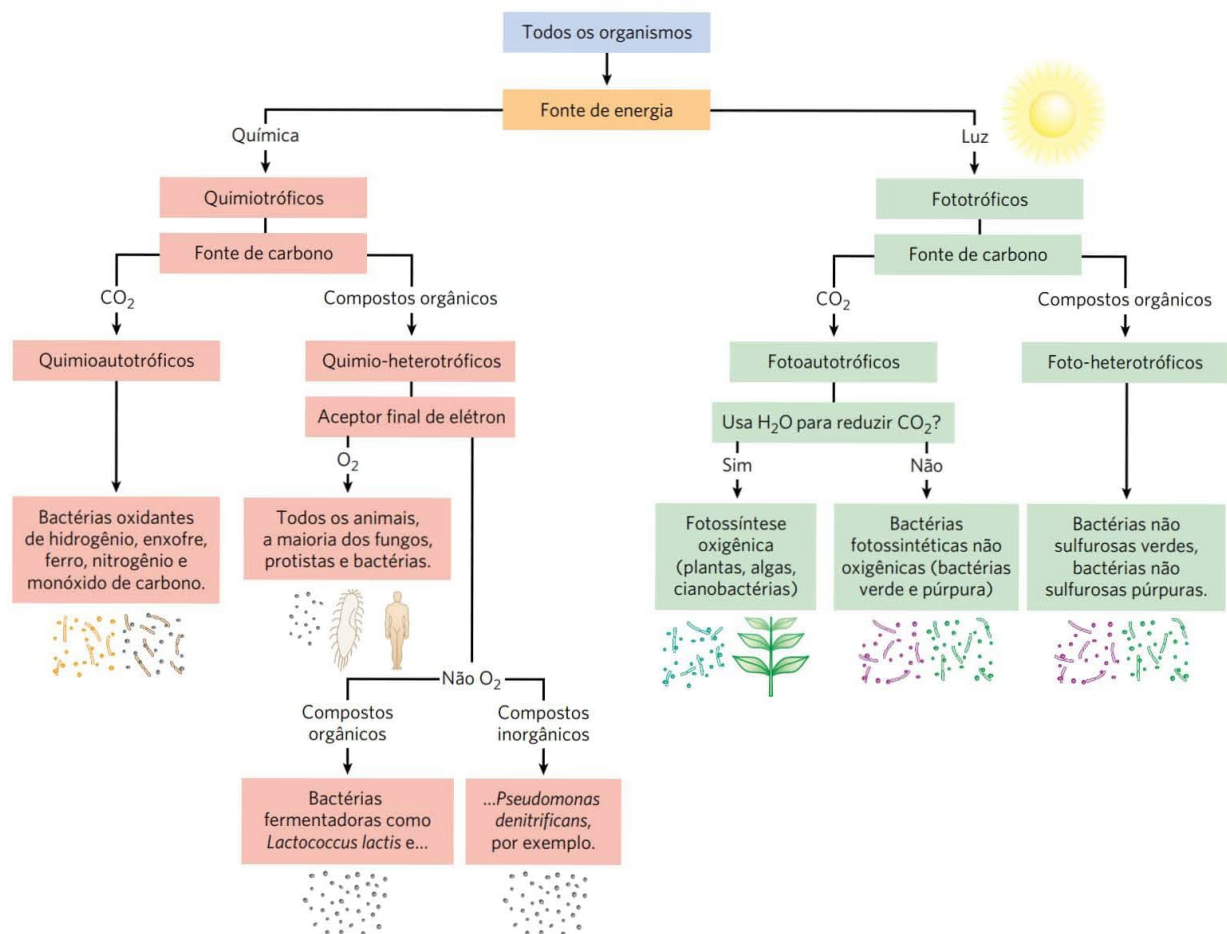 Todos os organismos
Fonte de energia
Química
Luz
Quimiotróficos
Fototróficos
Fonte de carbono
Fonte de carbono
CO₂
Compostos orgânicos
CO₂
Compostos orgânicos
Quimioautotróficos
Quimio-heterotróficos
Fotoautotróficos
Foto-heterotróficos
Aceptor final de elétron
Usa H₂O para reduzir CO₂?
O₂
Sim
Não
Bactérias oxidantes
de hidrogênio, enxofre,
ferro, nitrogênio e
monóxido de carbono.
Todos os animais,
a maioria dos fungos,
protistas e bactérias.
Fotossíntese
oxigênica
(plantas, algas,
cianobactérias)
Bactérias
fotossintéticas não
oxigênicas (bactérias
verde e púrpura)
Bactérias não
sulfurosas verdes,
bactérias não
sulfurosas púrpuras.
Não O₂
Compostos
orgânicos
Compostos
inorgânicos
Bactérias
fermentadoras como
Lactococcus lactis e...
...Pseudomonas
denitrificans,
por exemplo.